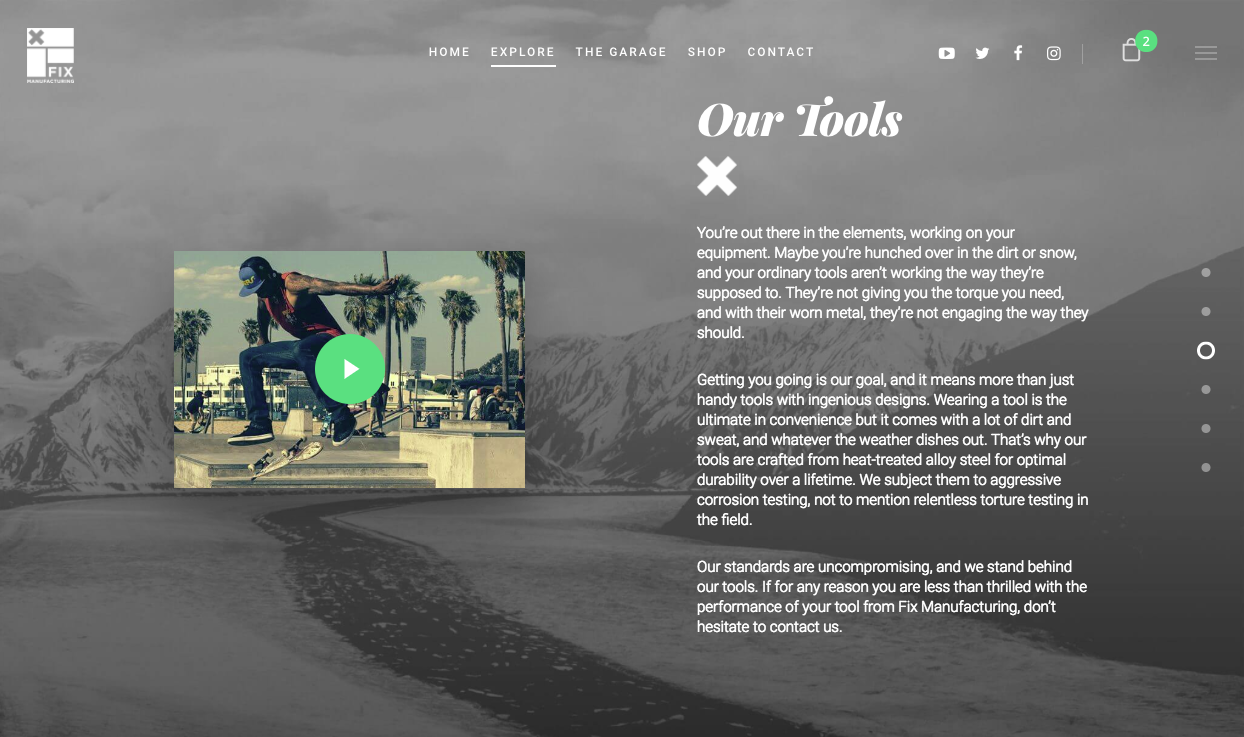 FIX
MANUFACTURING
HOME EXPLORE THE GARAGE SHOP CONTACT
2
Our Tools
You’re out there in the elements, working on your
equipment. Maybe you’re hunched over in the dirt or snow,
and your ordinary tools aren’t working the way they’re
supposed to. They’re not giving you the torque you need,
and with their worn metal, they’re not engaging the way they
should.
Getting you going is our goal, and it means more than just
handy tools with ingenious designs. Wearing a tool is the
ultimate in convenience but it comes with a lot of dirt and
sweat, and whatever the weather dishes out. That’s why our
tools are crafted from heat-treated alloy steel for optimal
durability over a lifetime. We subject them to aggressive
corrosion testing, not to mention relentless torture testing in
the field.
Our standards are uncompromising, and we stand behind
our tools. If for any reason you are less than thrilled with the
performance of your tool from Fix Manufacturing, don’t
hesitate to contact us.